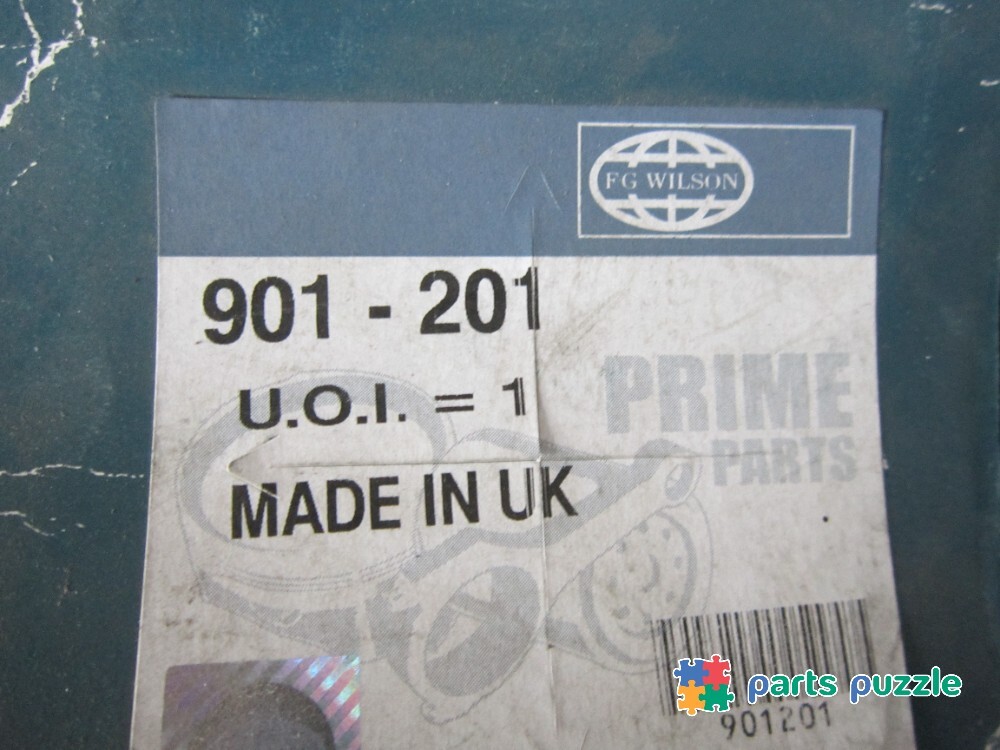 FG WILSON
901 - 201
U.O.I. = 1
PRIME
PARTS
MADE IN UK
901201
parts puzzle